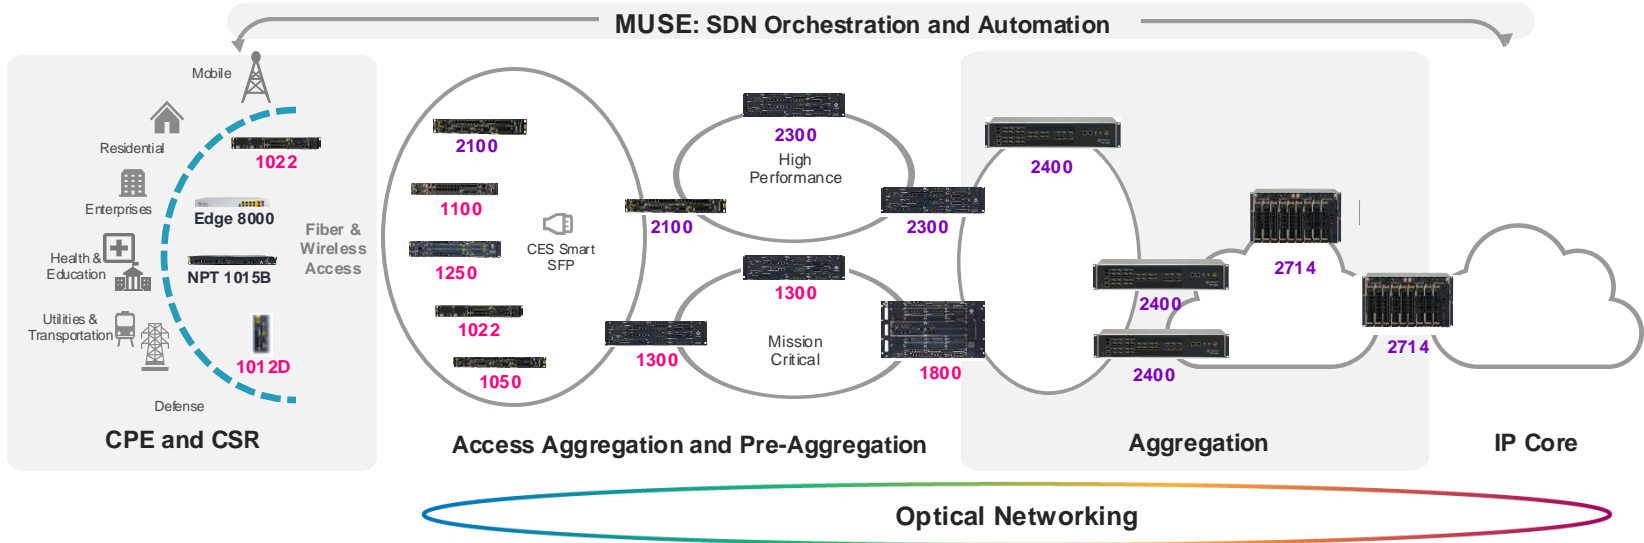 MUSE: SDN Orchestration and Automation
Mobile
Residential
1022
Enterprises
Edge 8000
Fiber &
Wireless
Access
Health &
Education
NPT 1015B
Utilities &
Transportation
1012D
Defense
CPE and CSR
2100
1100
1250
CES Smart
SFP
1022
1050
2100
1300
2300
High
Performance
2300
1300
Mission
Critical
1800
Access Aggregation and Pre-Aggregation
2400
2400
2400
2714
2714
Aggregation
IP Core
Optical Networking